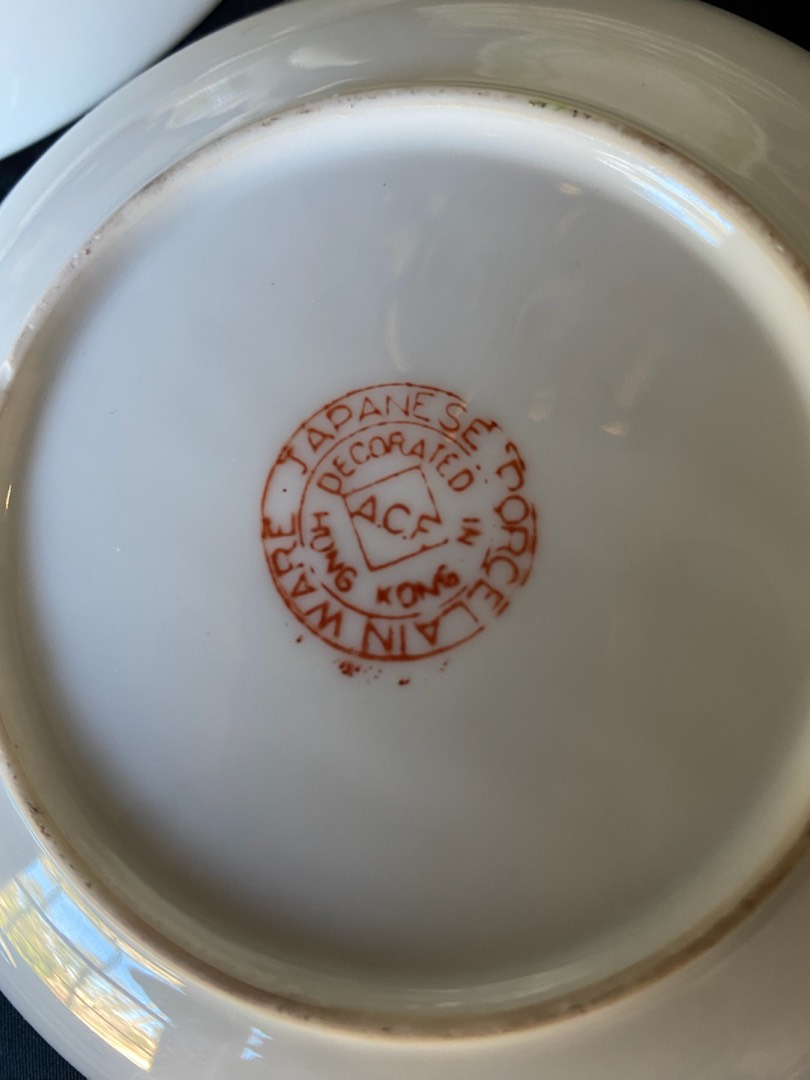 JAPANESE PORCELAIN WARE
DECORATED IN HONG KONG
A.C.F.